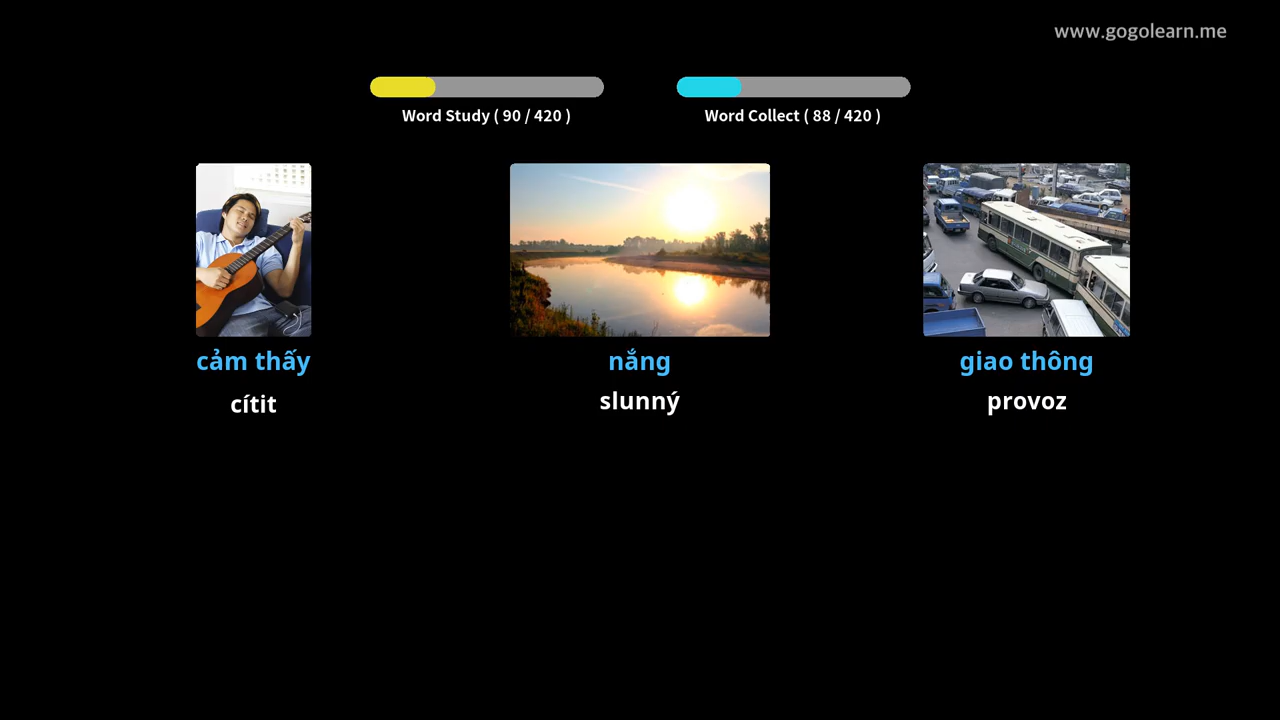 www.gogolearn.me
Word Study ( 90 / 420 )
Word Collect ( 88 / 420 )
cảm thấy
cítit
nắng
slunný
giao thông
provoz